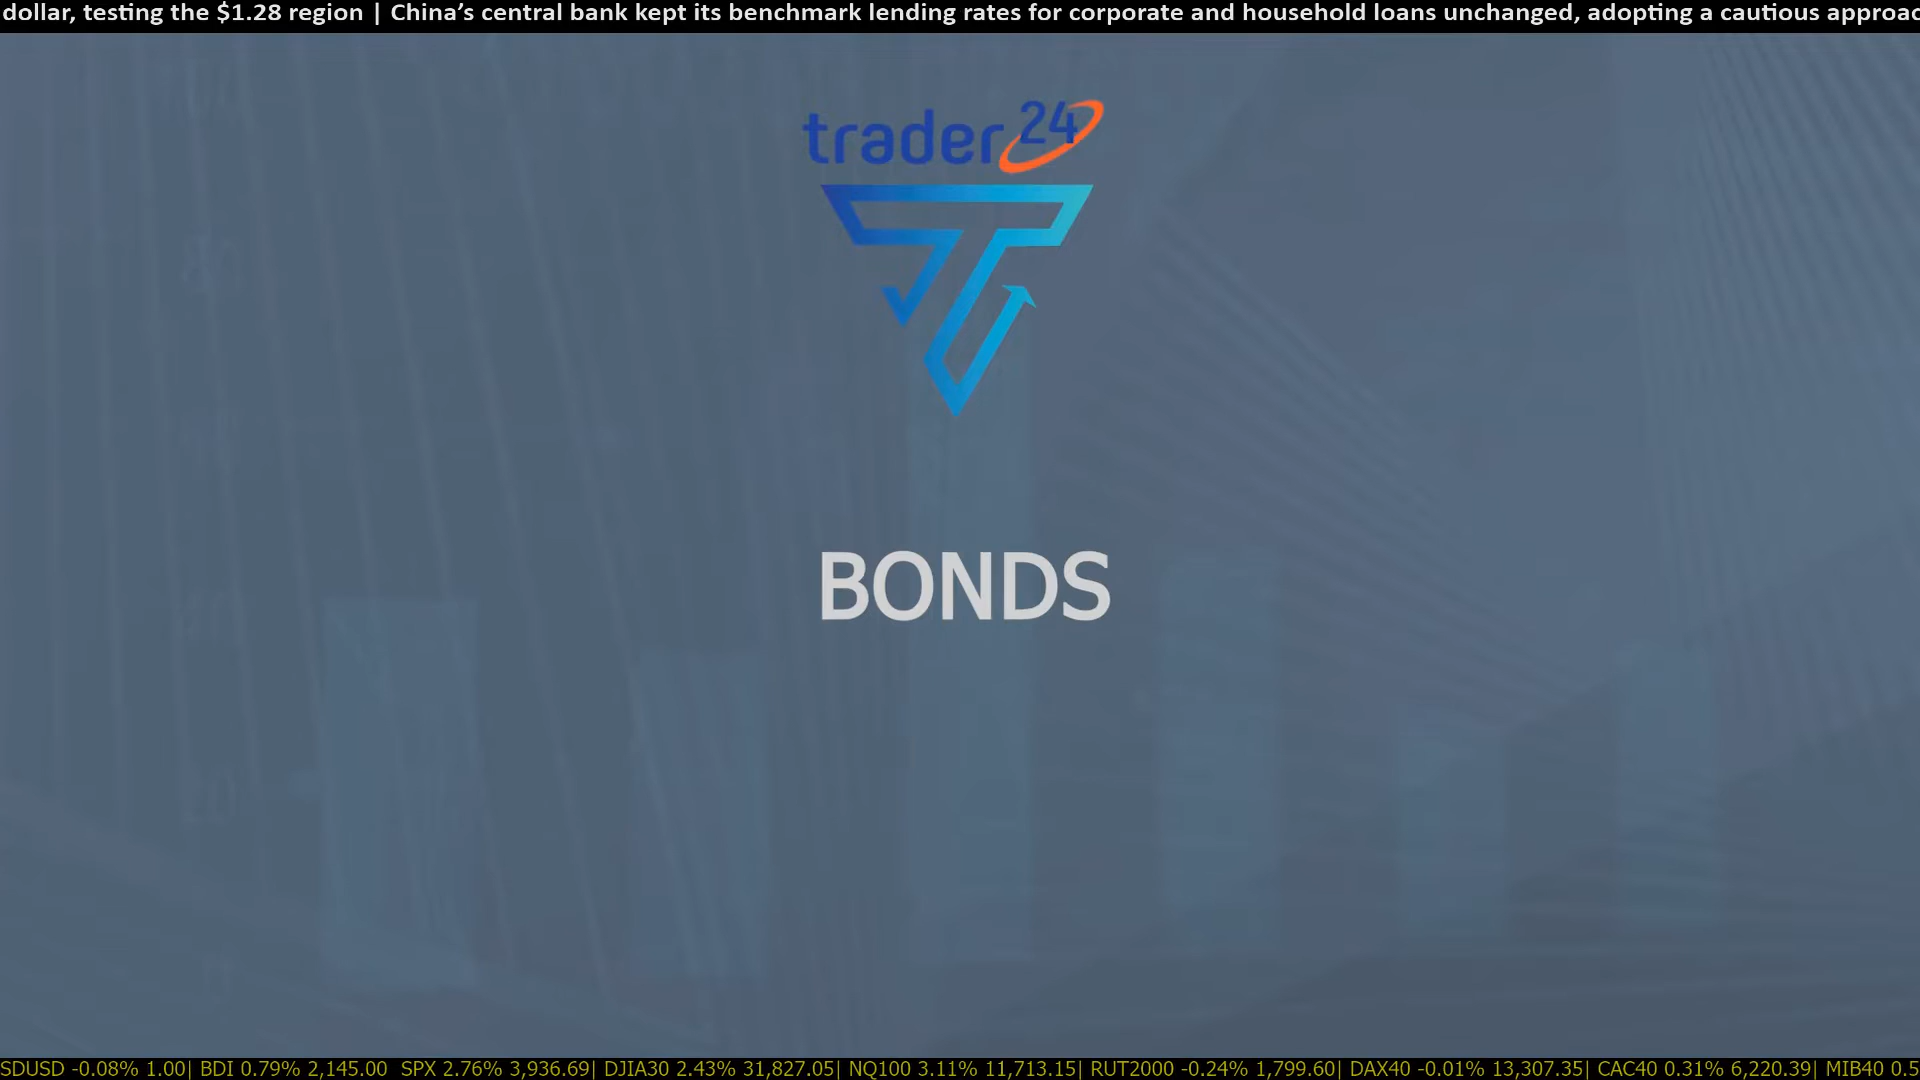 dollar, testing the $1.28 region | China’s central bank kept its benchmark lending rates for corporate and household loans unchanged, adopting a cautious approac
trader 24
BONDS
SDUSD -0.08% 1.00| BDI 0.79% 2,145.00 SPX 2.76% 3,936.69| DJIA30 2.43% 31,827.05| NQ100 3.11% 11,713.15| RUT2000 -0.24% 1,799.60| DAX40 -0.01% 13,307.35| CAC40 0.31% 6,220.39| MIB40 0.5